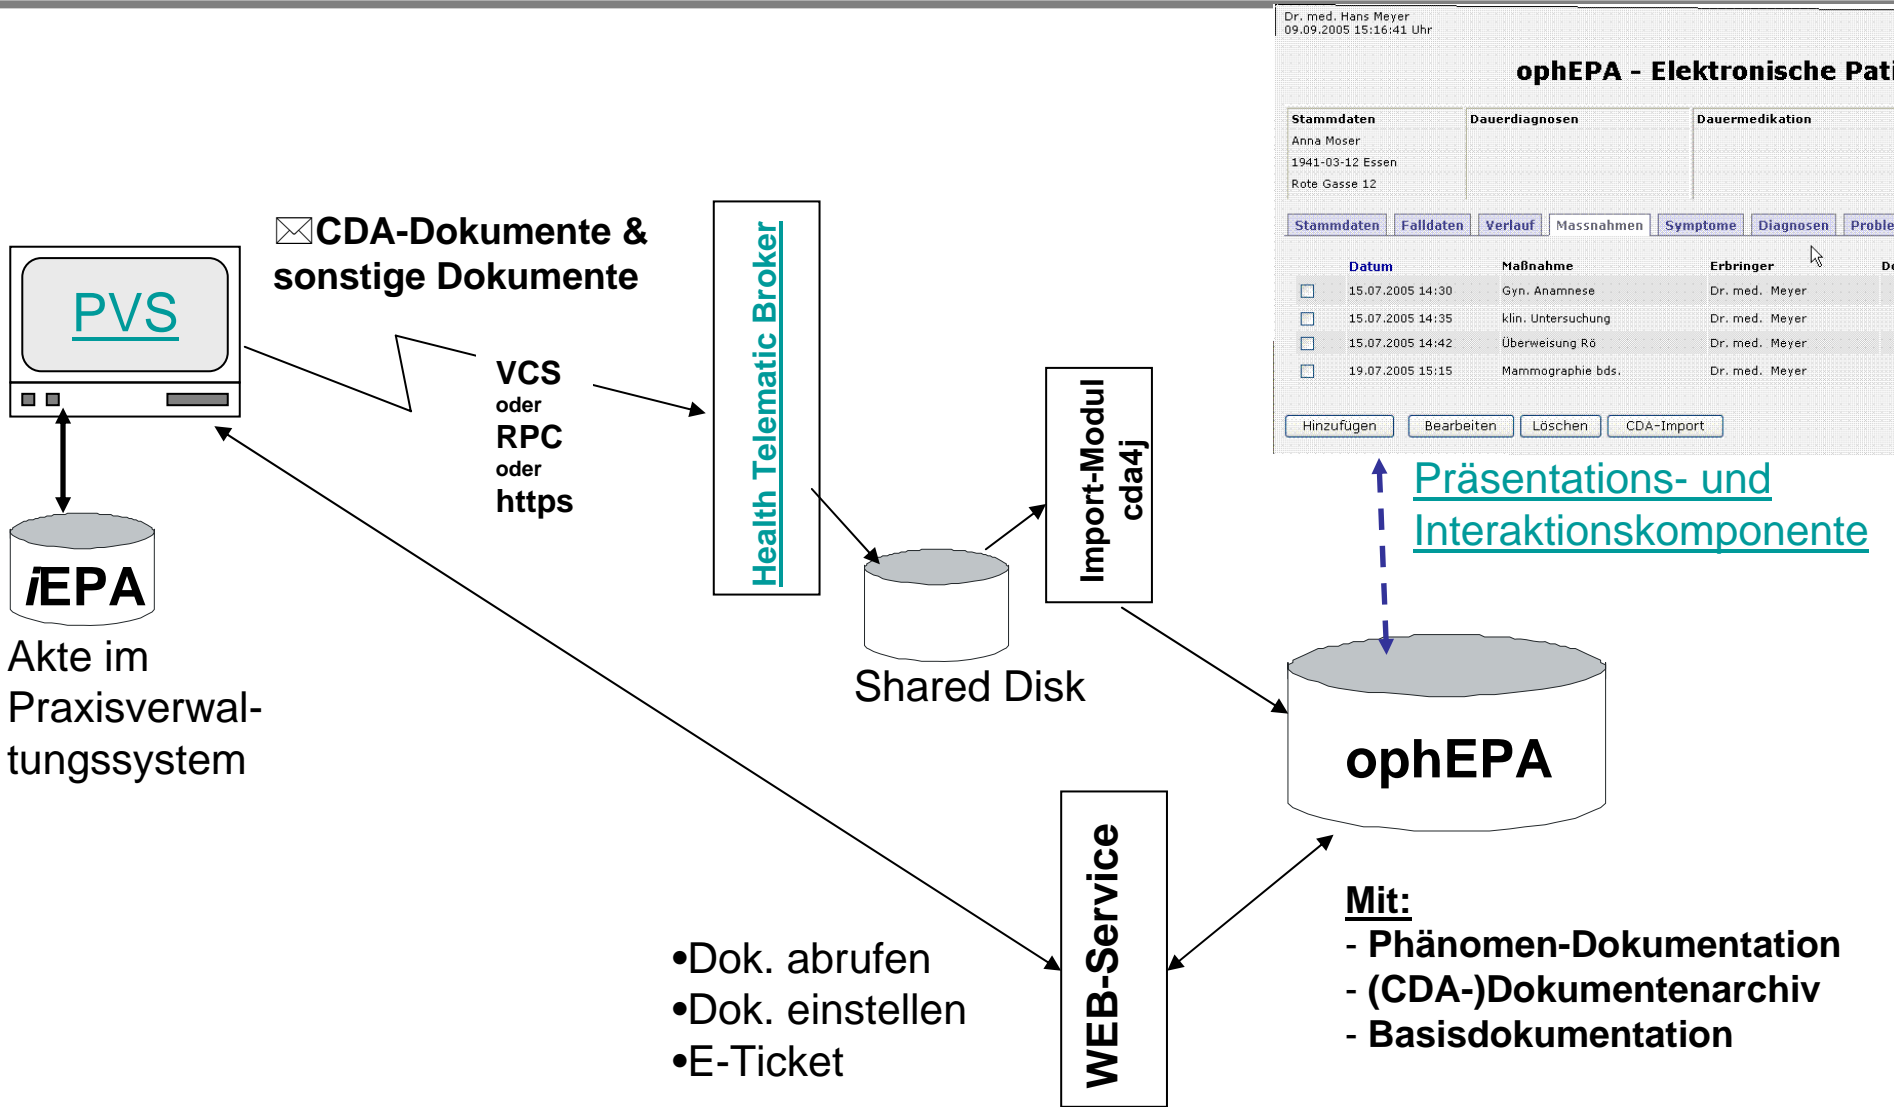 Dr. med. Hans Meyer
09.09.2005 15:16:41 Uhr
ophEPA - Elektronische Pati
Stammdaten Dauerdiagnosen Dauermedikation
Anna Moser
1941-03-12 Essen
Rote Gasse 12
Stammdaten Falldaten Verlauf Massnahmen Symptome Diagnosen Proble
Datum Maßnahme Erbringer De
15.07.2005 14:30 Gyn. Anamnese Dr. med. Meyer
15.07.2005 14:35 klin. Untersuchung Dr. med. Meyer
15.07.2005 14:42 Überweisung Rö Dr. med. Meyer
19.07.2005 15:15 Mammographie bds. Dr. med. Meyer
Hinzufügen Bearbeiten Löschen CDA-Import
Präsentations- und
Interaktionskomponente
PVS
✉CDA-Dokumente &
sonstige Dokumente
VCS
oder
RPC
oder
https
Health Telematic Broker
Import-Modul
cda4j
iEPA
Akte im
Praxisverwal-
tungssystem
Shared Disk
ophEPA
WEB-Service
•Dok. abrufen
•Dok. einstellen
•E-Ticket
Mit:
- Phänomen-Dokumentation
- (CDA-)Dokumentenarchiv
- Basisdokumentation